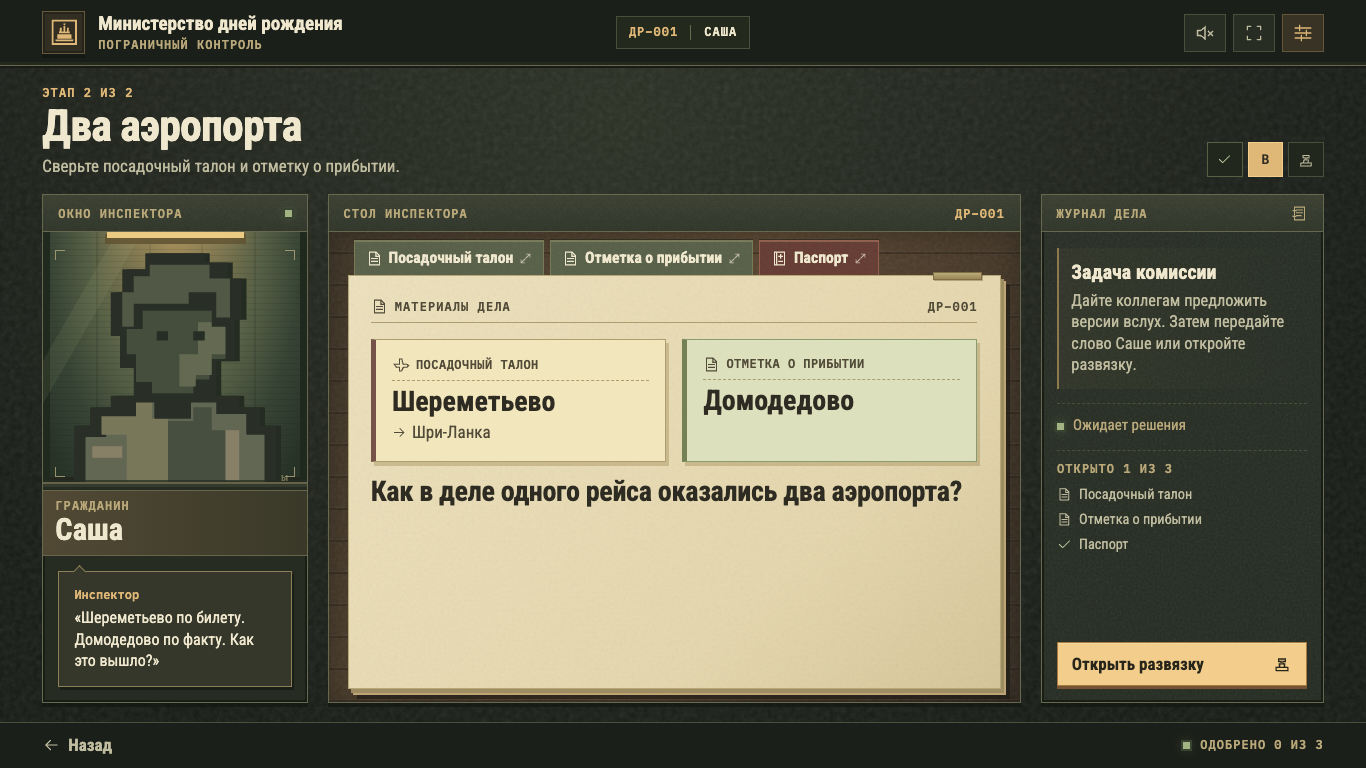 Министерство дней рождения
ПОГРАНИЧНЫЙ КОНТРОЛЬ
ДР-001
САША
ЭТАП 2 ИЗ 2
Два аэропорта
Сверьте посадочный талон и отметку о прибытии.
В
ОКНО ИНСПЕКТОРА
ГРАЖДАНИН
Саша
Инспектор
«Шереметьево по билету.
Домодедово по факту. Как
это вышло?»
СТОЛ ИНСПЕКТОРА
ДР-001
Посадочный талон
Отметка о прибытии
Паспорт
МАТЕРИАЛЫ ДЕЛА
ДР-001
ПОСАДОЧНЫЙ ТАЛОН
Шереметьево
→ Шри-Ланка
ОТМЕТКА О ПРИБЫТИИ
Домодедово
Как в деле одного рейса оказались два аэропорта?
ЖУРНАЛ ДЕЛА
Задача комиссии
Дайте коллегам предложить
версии вслух. Затем передайте
слово Саше или откройте
развязку.
Ожидает решения
ОТКРЫТО 1 ИЗ 3
Посадочный талон
Отметка о прибытии
Паспорт
Открыть развязку
← Назад
ОДОБРЕНО 0 ИЗ 3